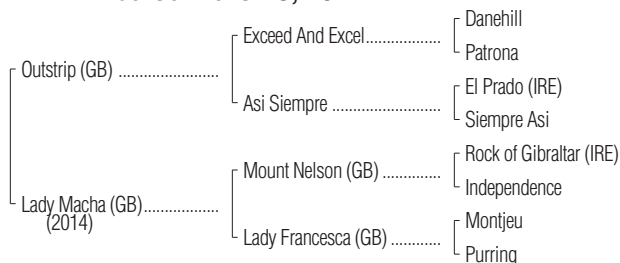 Danehill
Exceed And Excel....................
Patrona
Outstrip (GB) ........................
El Prado (IRE)
Asi Siempre ..........................
Siempre Asi
Rock of Gibraltar (IRE)
Mount Nelson (GB) ..............
Independence
Lady Macha (GB)..................
(2014)
Montjeu
Lady Francesca (GB) ............
Purring